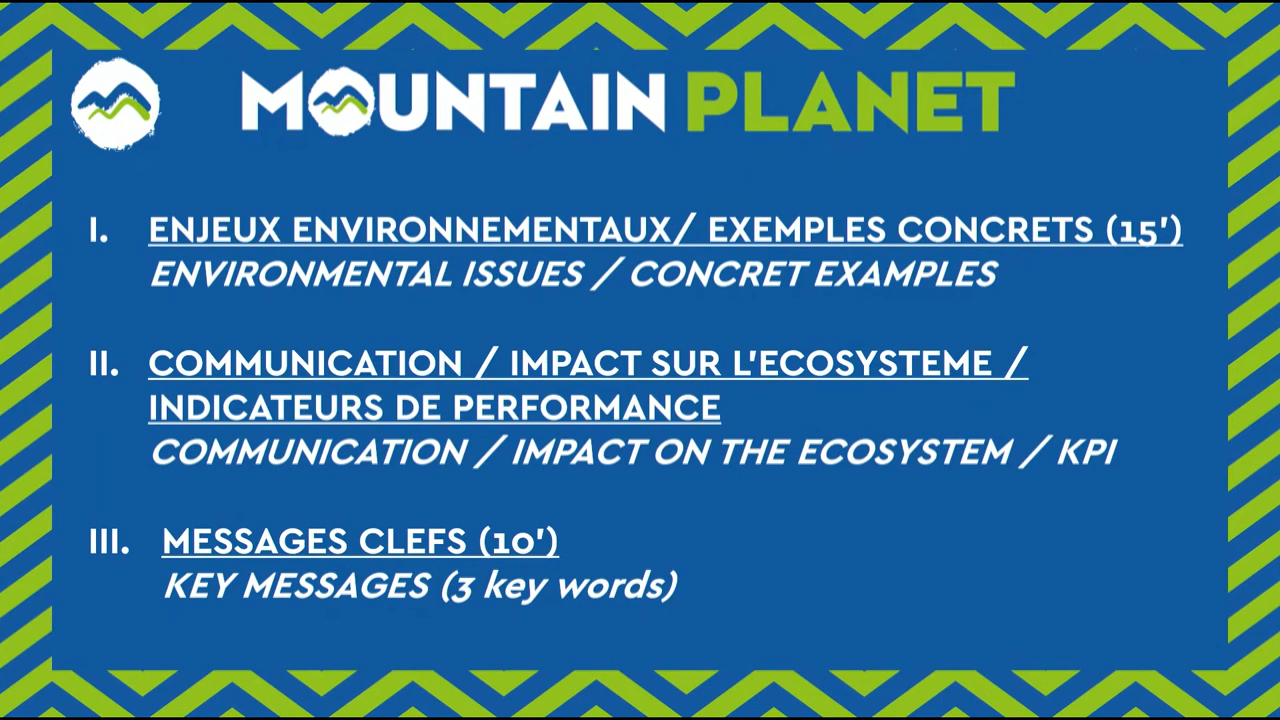 MOUNTAIN PLANET
I. ENJEUX ENVIRONNEMENTAUX/ EXEMPLES CONCRETS (15')
ENVIRONMENTAL ISSUES / CONCRET EXAMPLES
II. COMMUNICATION / IMPACT SUR L'ECOSYSTEME /
INDICATEURS DE PERFORMANCE
COMMUNICATION / IMPACT ON THE ECOSYSTEM / KPI
III. MESSAGES CLEFS (10')
KEY MESSAGES (3 key words)